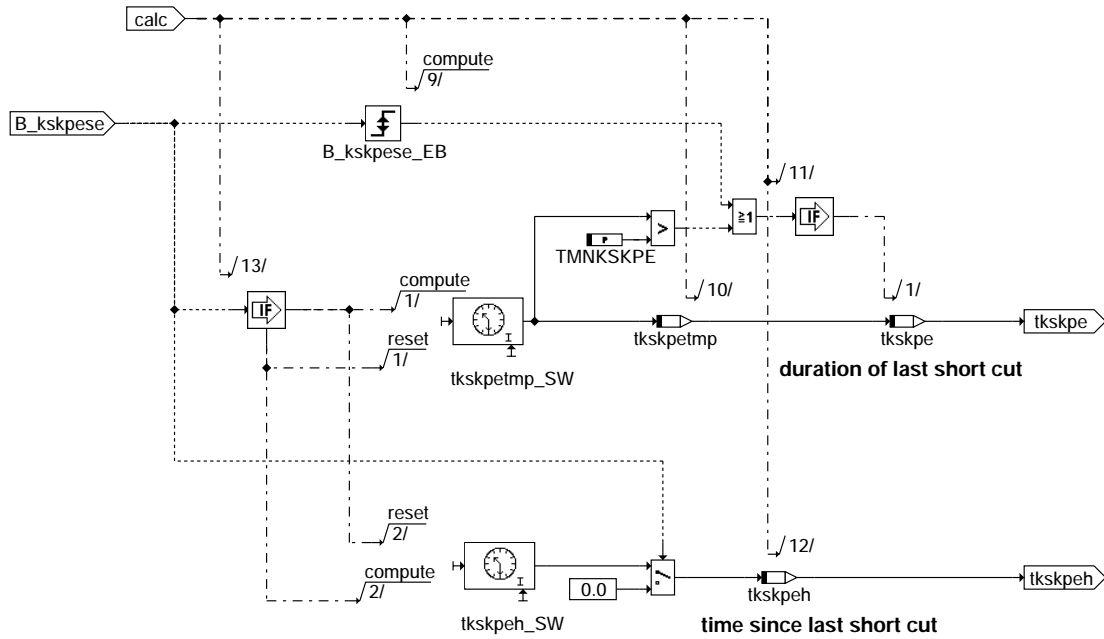 calc
compute
9/
B_kskpese
B_kskpese_EB
11/
≧1
IF
>
P
TMNKSKPE
13/
compute
1/
IF
10/
1/
reset
1/
tkskpetmp
tkskpe
tkskpe
tkskpetmp_SW
duration of last short cut
reset
2/
12/
compute
2/
0.0
tkskpeh
tkskpeh
tkskpeh_SW
time since last short cut